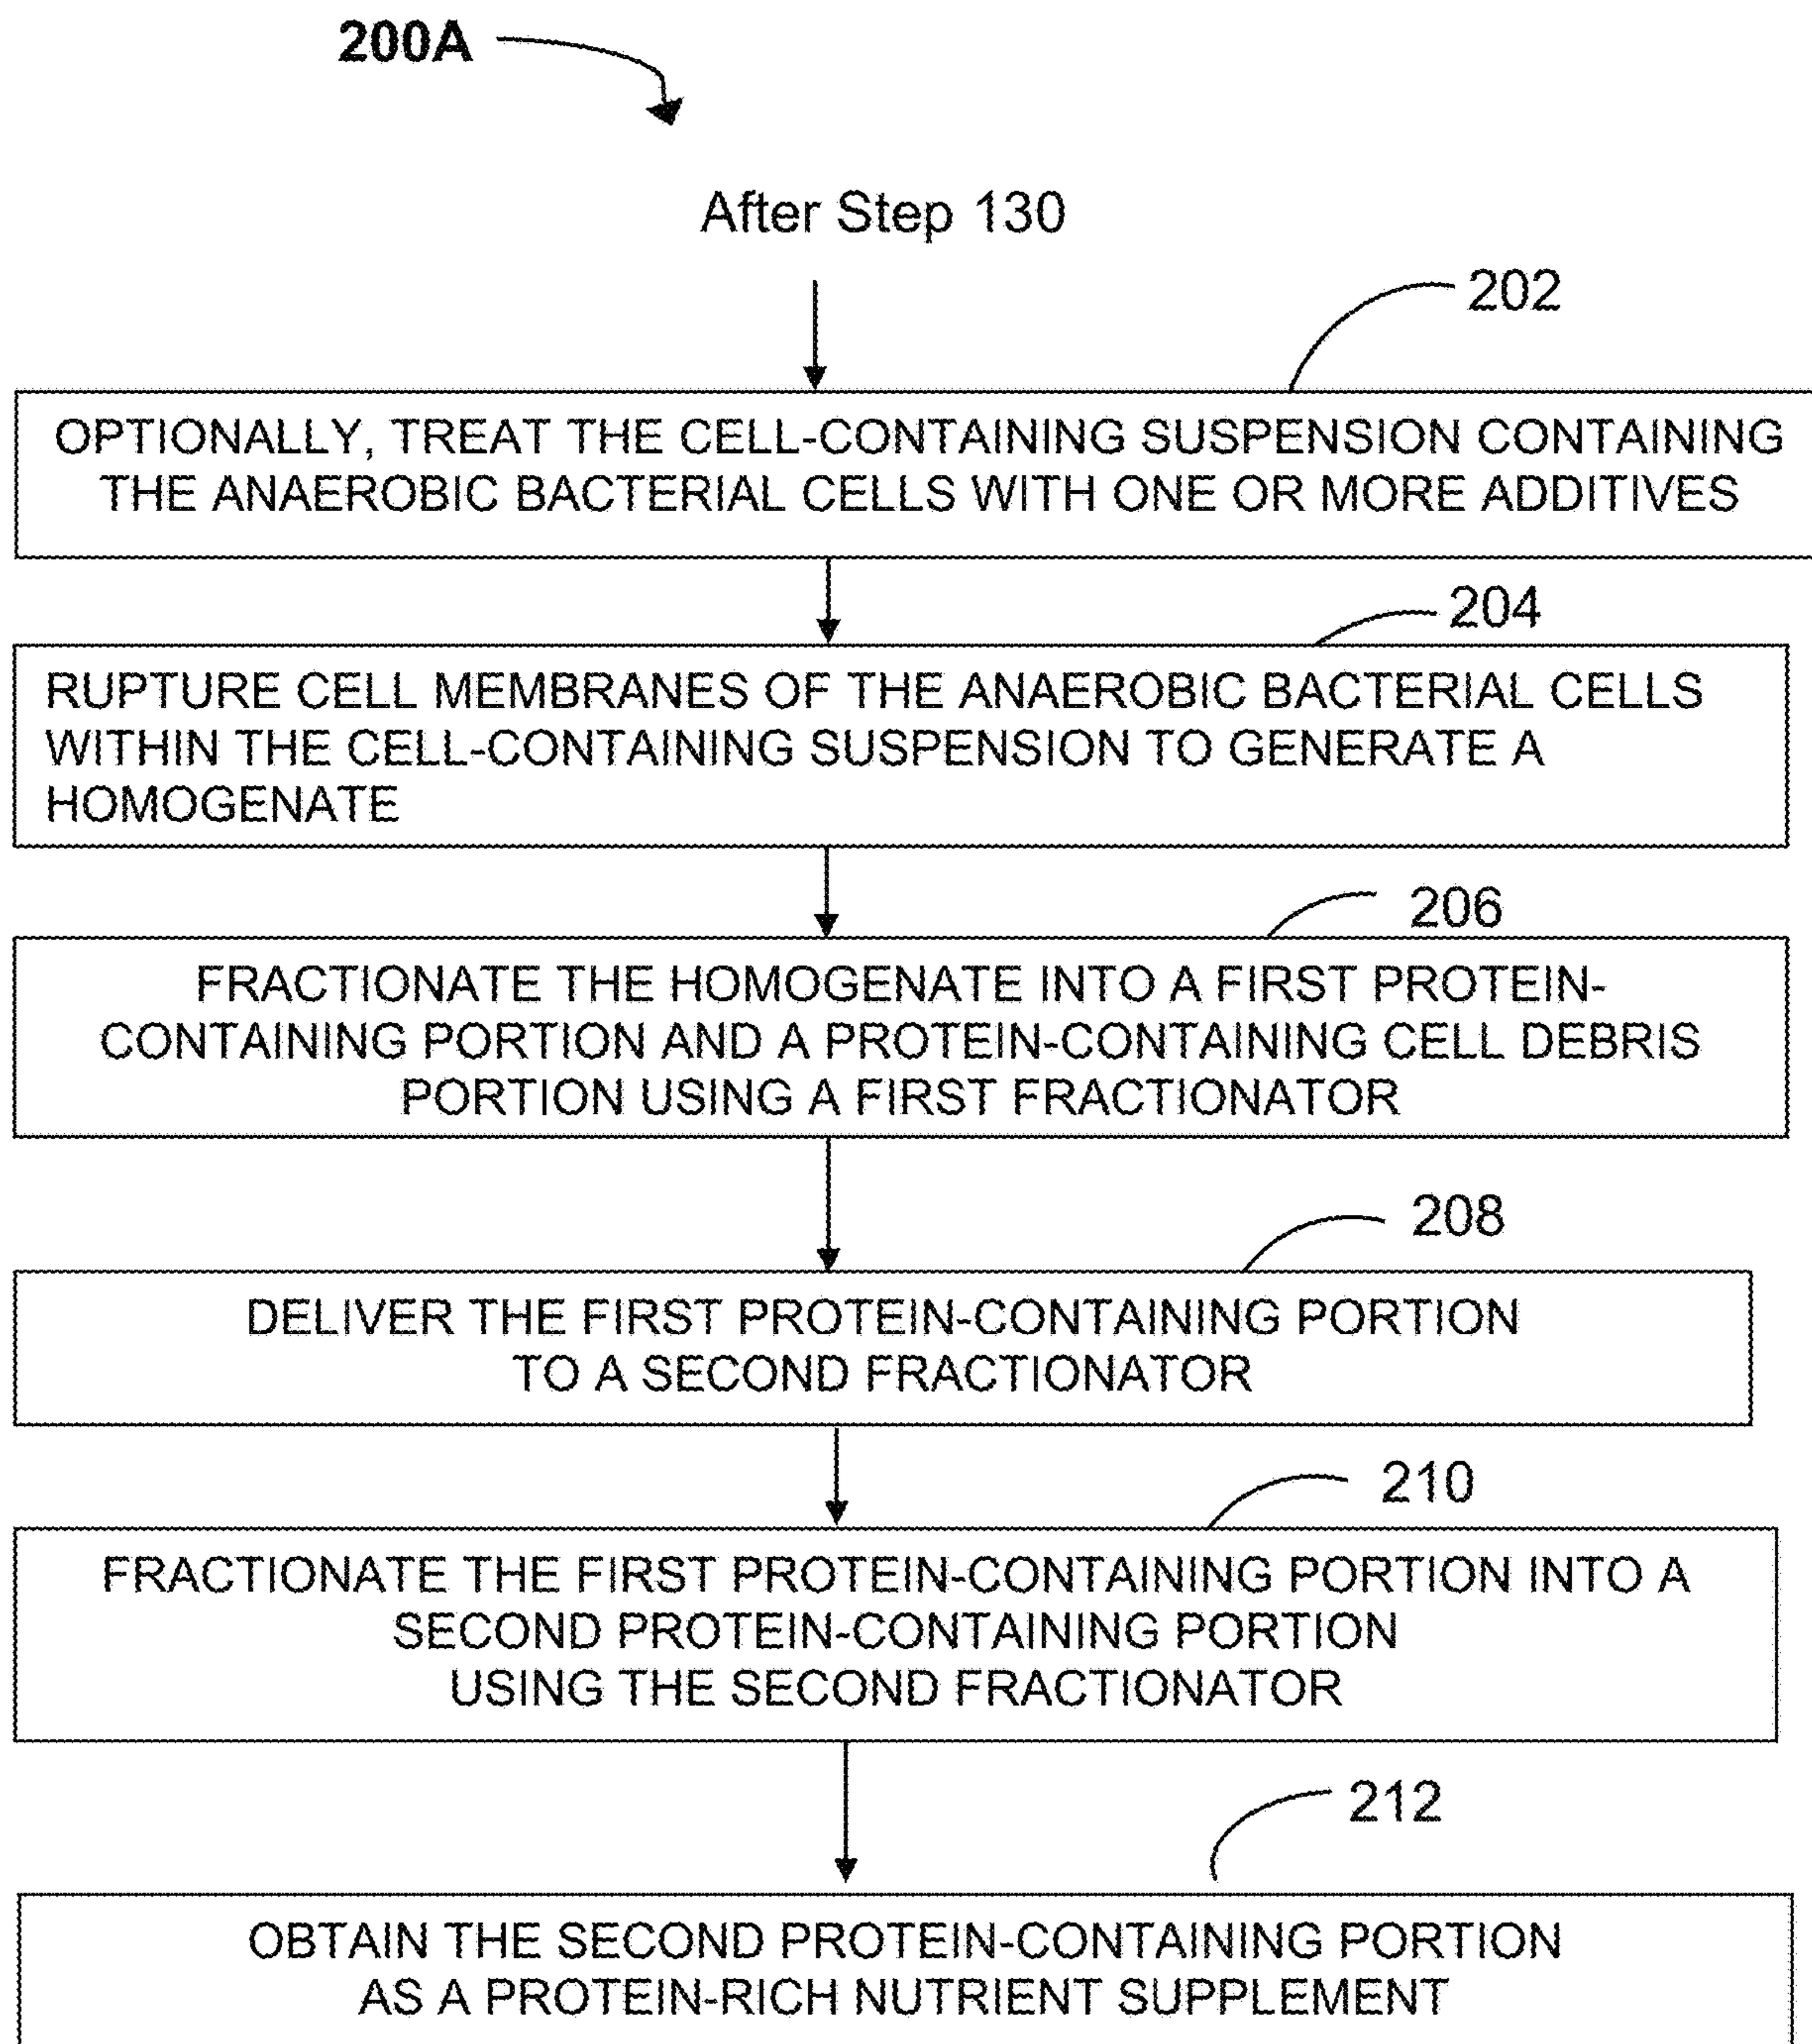 200A
After Step 130
202
OPTIONALLY, TREAT THE CELL-CONTAINING SUSPENSION CONTAINING
THE ANAEROBIC BACTERIAL CELLS WITH ONE OR MORE ADDITIVES
204
RUPTURE CELL MEMBRANES OF THE ANAEROBIC BACTERIAL CELLS
WITHIN THE CELL-CONTAINING SUSPENSION TO GENERATE A
HOMOGENATE
206
FRACTIONATE THE HOMOGENATE INTO A FIRST PROTEIN-
CONTAINING PORTION AND A PROTEIN-CONTAINING CELL DEBRIS
PORTION USING A FIRST FRACTIONATOR
208
DELIVER THE FIRST PROTEIN-CONTAINING PORTION
TO A SECOND FRACTIONATOR
210
FRACTIONATE THE FIRST PROTEIN-CONTAINING PORTION INTO A
SECOND PROTEIN-CONTAINING PORTION
USING THE SECOND FRACTIONATOR
212
OBTAIN THE SECOND PROTEIN-CONTAINING PORTION
AS A PROTEIN-RICH NUTRIENT SUPPLEMENT